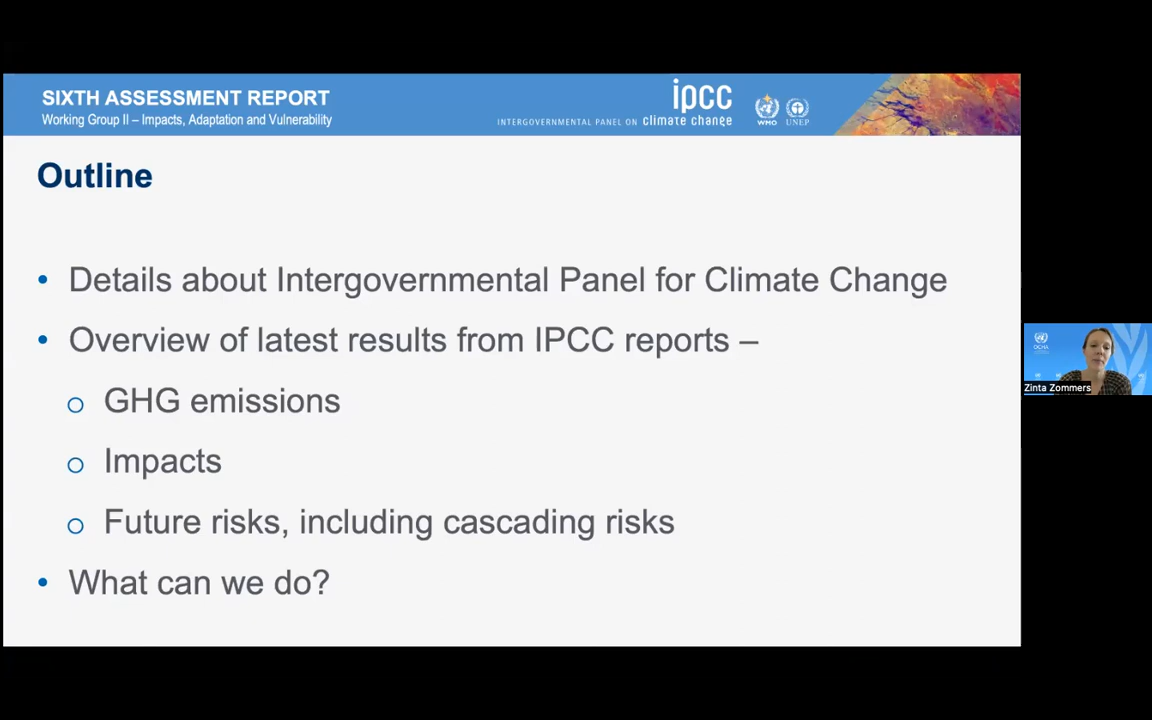 SIXTH ASSESSMENT REPORT
Working Group II – Impacts, Adaptation and Vulnerability
ipcc
INTERGOVERNMENTAL PANEL ON climate change
WMO
UNEP
Outline
• Details about Intergovernmental Panel for Climate Change
• Overview of latest results from IPCC reports –
o GHG emissions
o Impacts
o Future risks, including cascading risks
• What can we do?
OCHA
Zinta Zommers